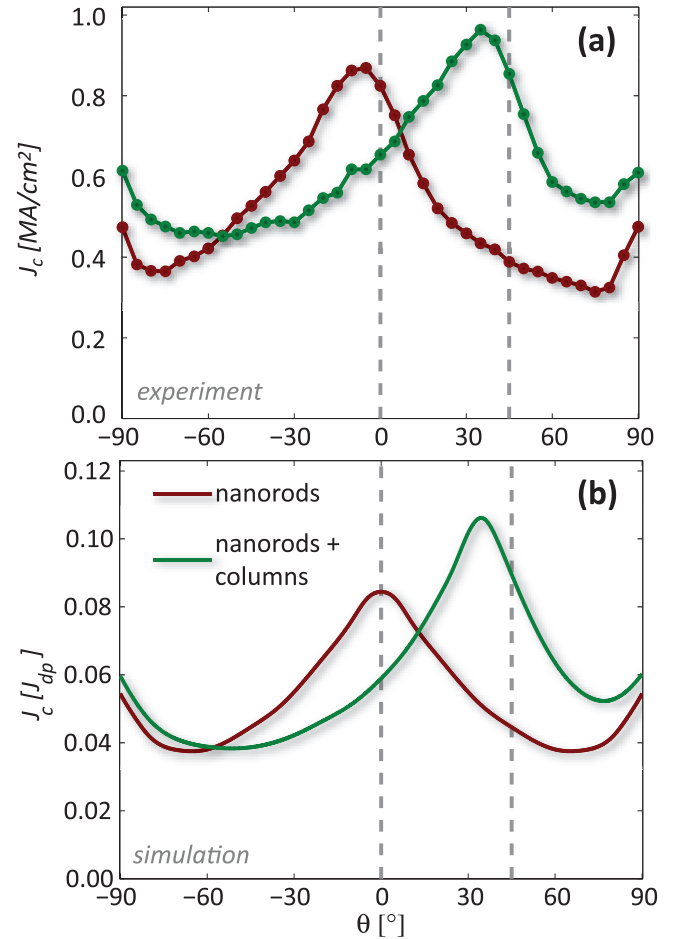 (a)
1.0
0.8
0.6
0.4
0.2
0.0
J_c [MA/cm²]
experiment
−90 −60 −30 0 30 60 90
(b)
0.12
0.10
0.08
0.06
0.04
0.02
0.00
J_c [J_dp]
nanorods
nanorods +
columns
simulation
−90 −60 −30 0 30 60 90
θ [°]